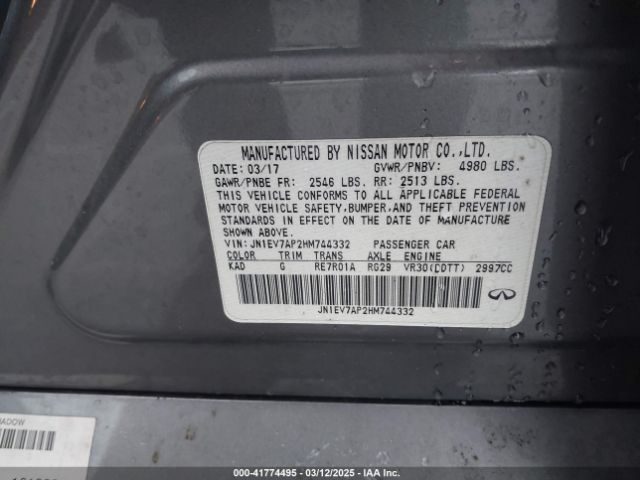 MANUFACTURED BY NISSAN MOTOR CO.,LTD.
DATE: 03/17 GVWR/PNBV: 4980 LBS.
GAWR/PNBE FR: 2546 LBS. RR: 2513 LBS.
THIS VEHICLE CONFORMS TO ALL APPLICABLE FEDERAL
MOTOR VEHICLE SAFETY,BUMPER,AND THEFT PREVENTION
STANDARDS IN EFFECT ON THE DATE OF MANUFACTURE
SHOWN ABOVE.
VIN: JN1EV7AP2HM744332 PASSENGER CAR
COLOR TRIM TRANS AXLE ENGINE
KAD G RE7R01A RG29 VR30(DDTT) 2997CC
JN1EV7AP2HM744332
ADOW
00-41774495 - 03/12/2025 - IAA Inc.